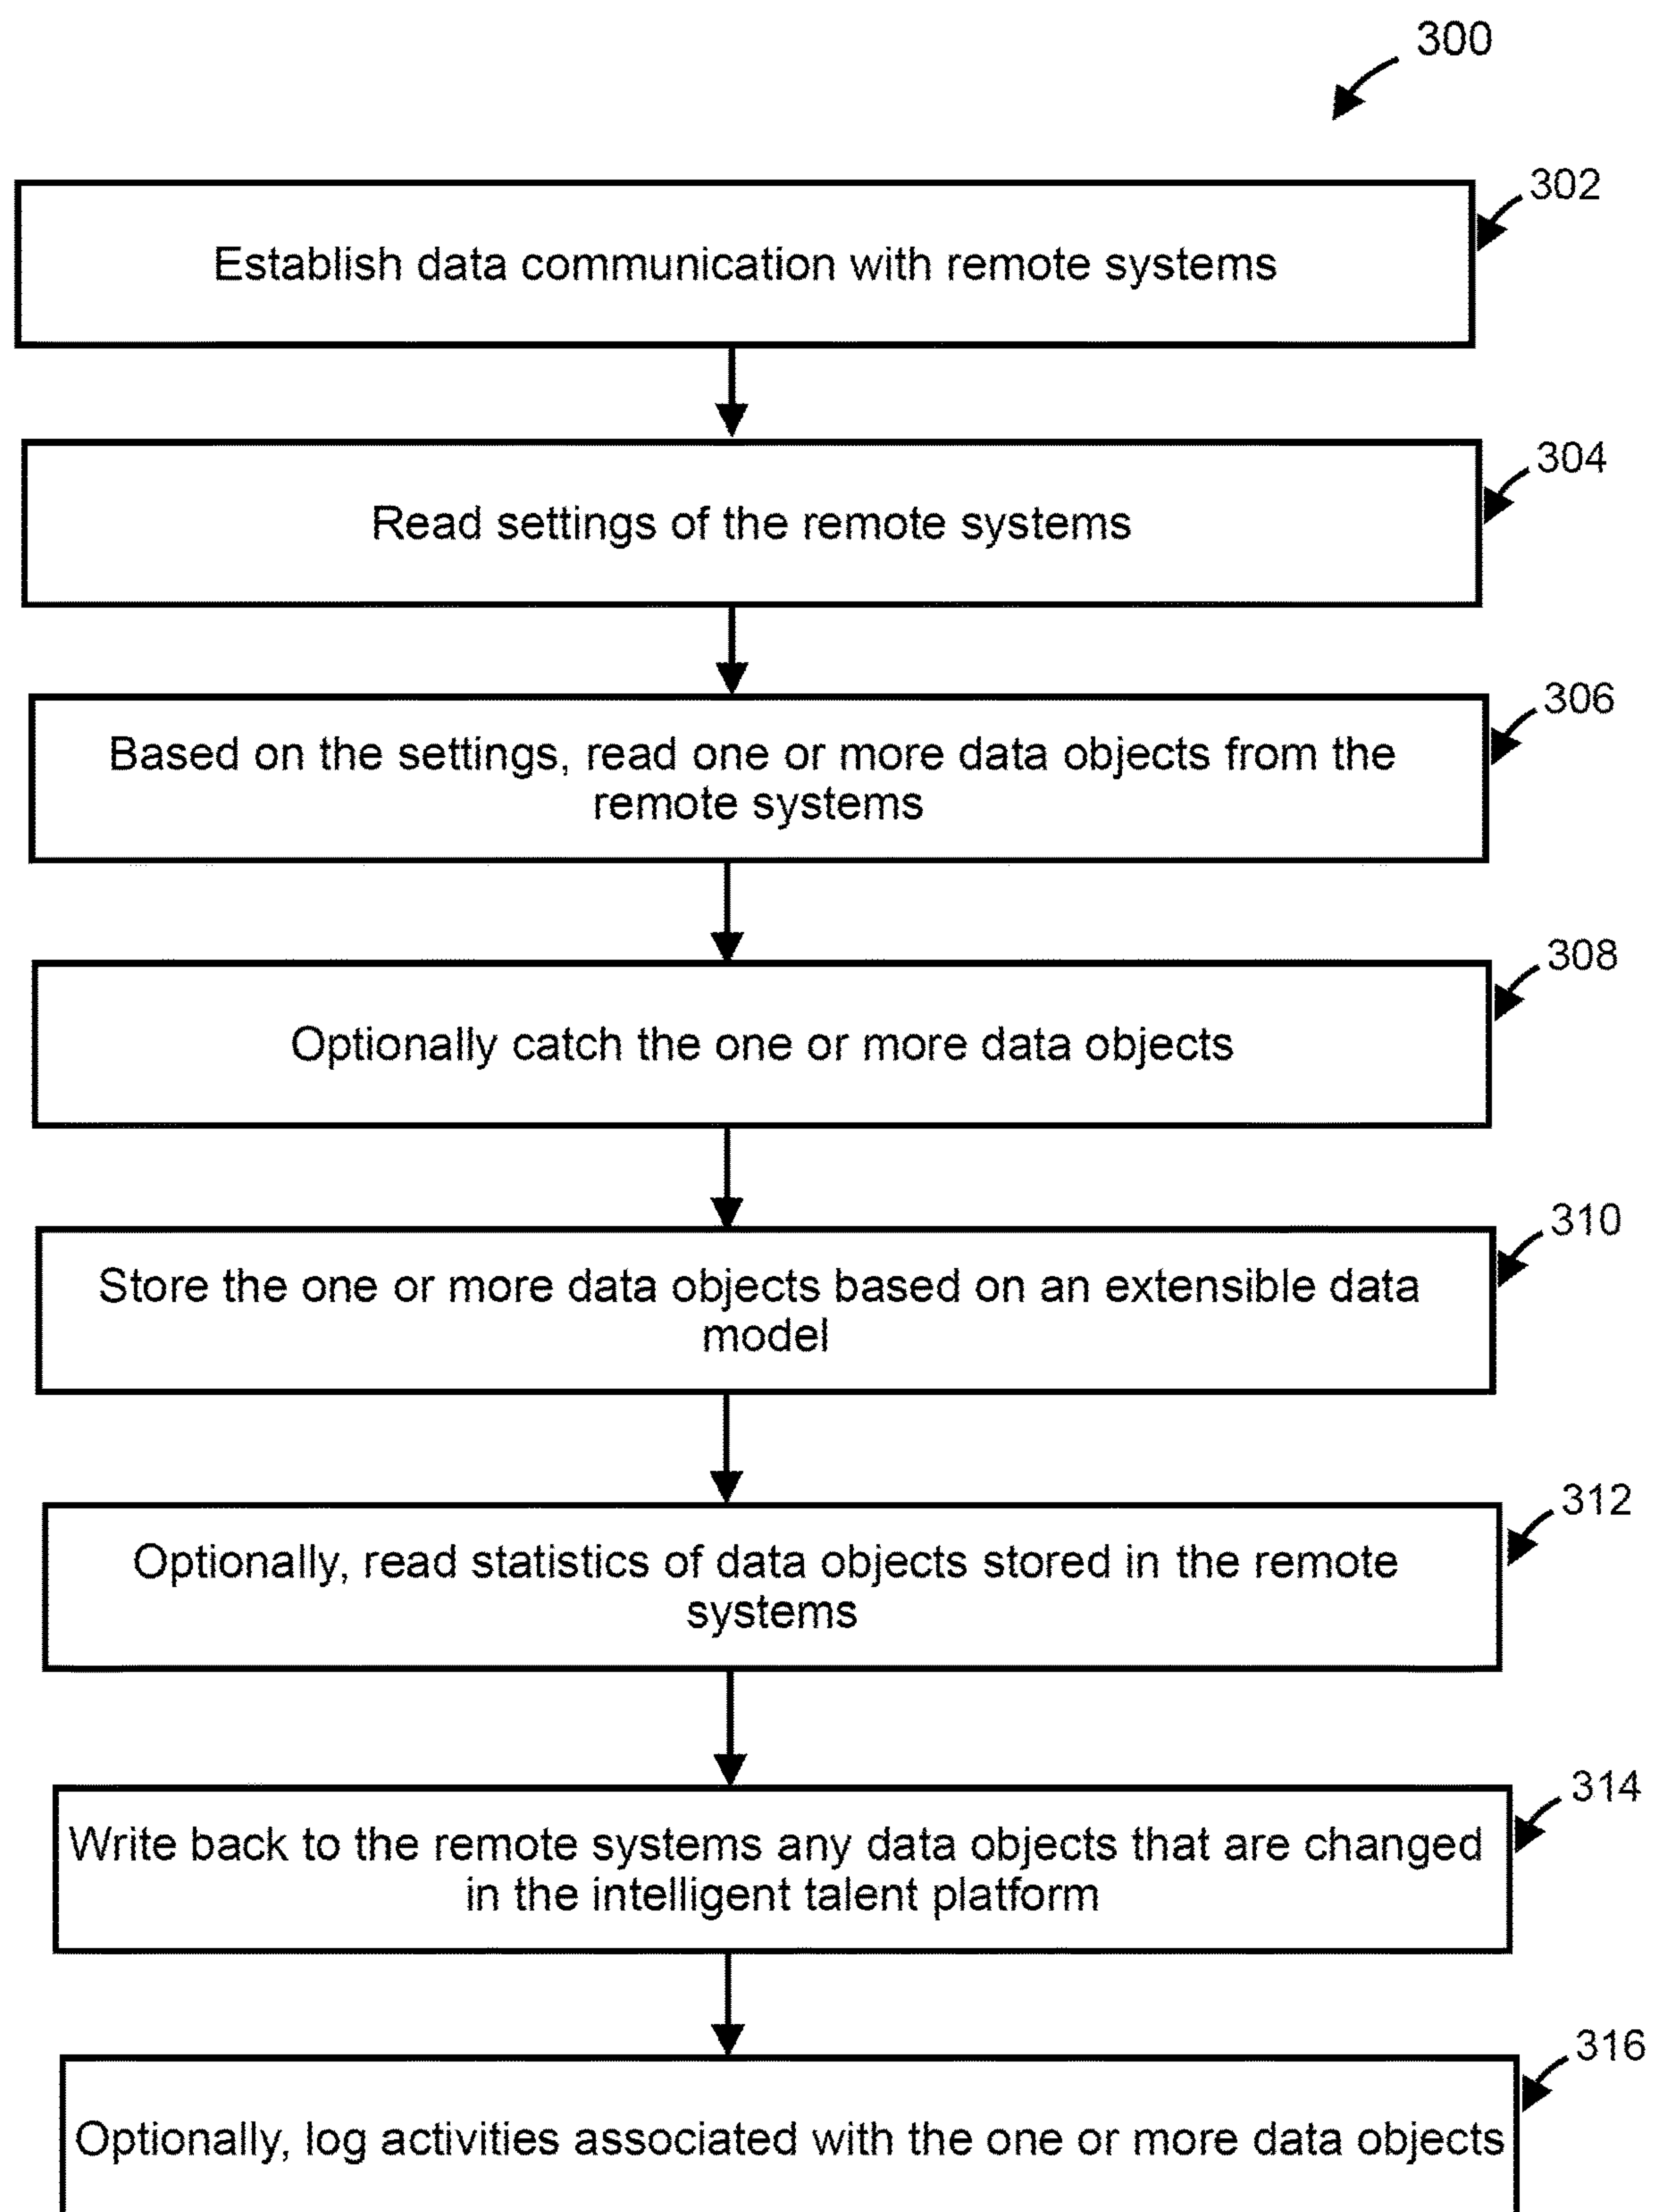 300
302
Establish data communication with remote systems
304
Read settings of the remote systems
306
Based on the settings, read one or more data objects from the
remote systems
308
Optionally catch the one or more data objects
310
Store the one or more data objects based on an extensible data
model
312
Optionally, read statistics of data objects stored in the remote
systems
314
Write back to the remote systems any data objects that are changed
in the intelligent talent platform
316
Optionally, log activities associated with the one or more data objects